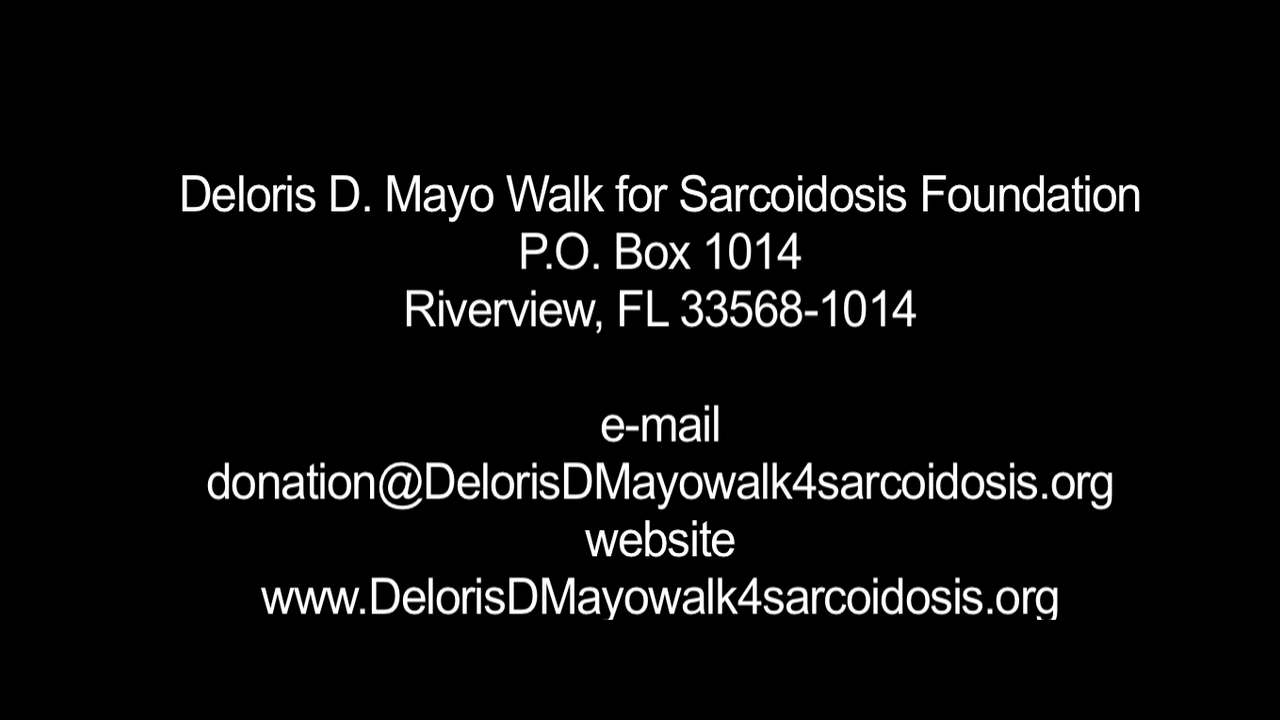 Deloris D. Mayo Walk for Sarcoidosis Foundation
P.O. Box 1014
Riverview, FL 33568-1014
e-mail
donation@DelorisDMayowalk4sarcoidosis.org
website
www.DelorisDMayowalk4sarcoidosis.org